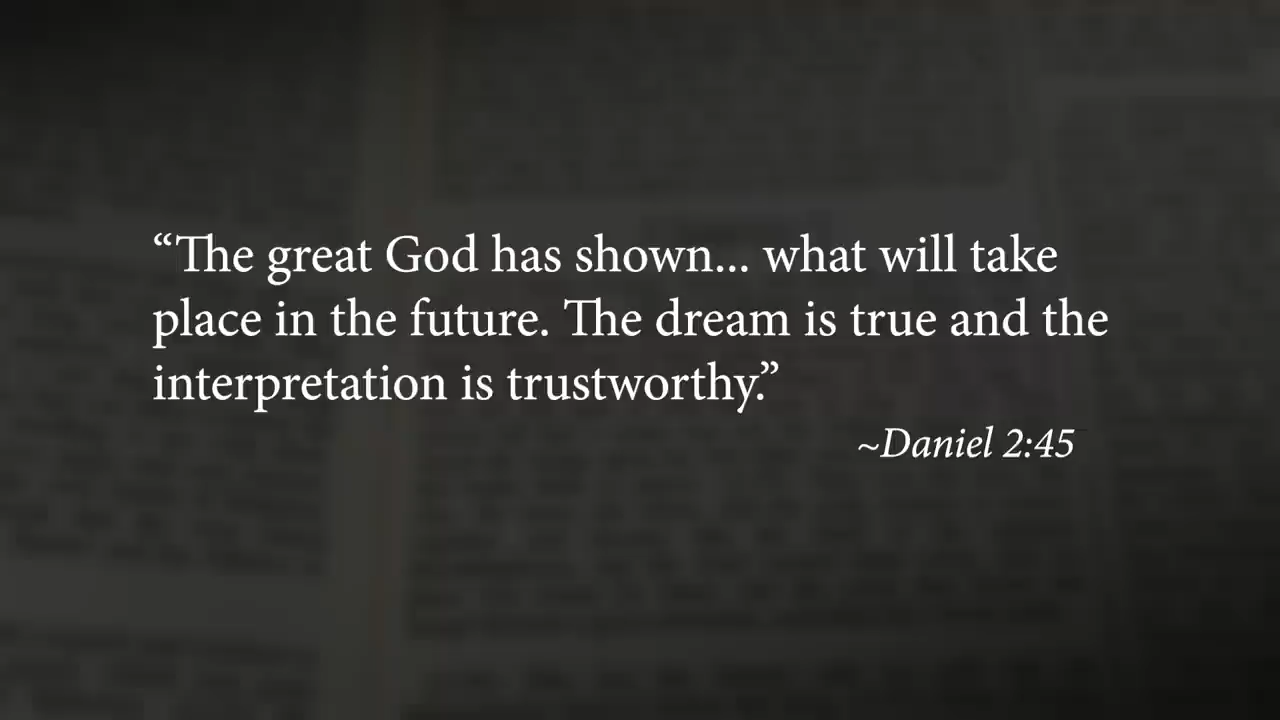 “The great God has shown... what will take
place in the future. The dream is true and the
interpretation is trustworthy.”
~Daniel 2:45